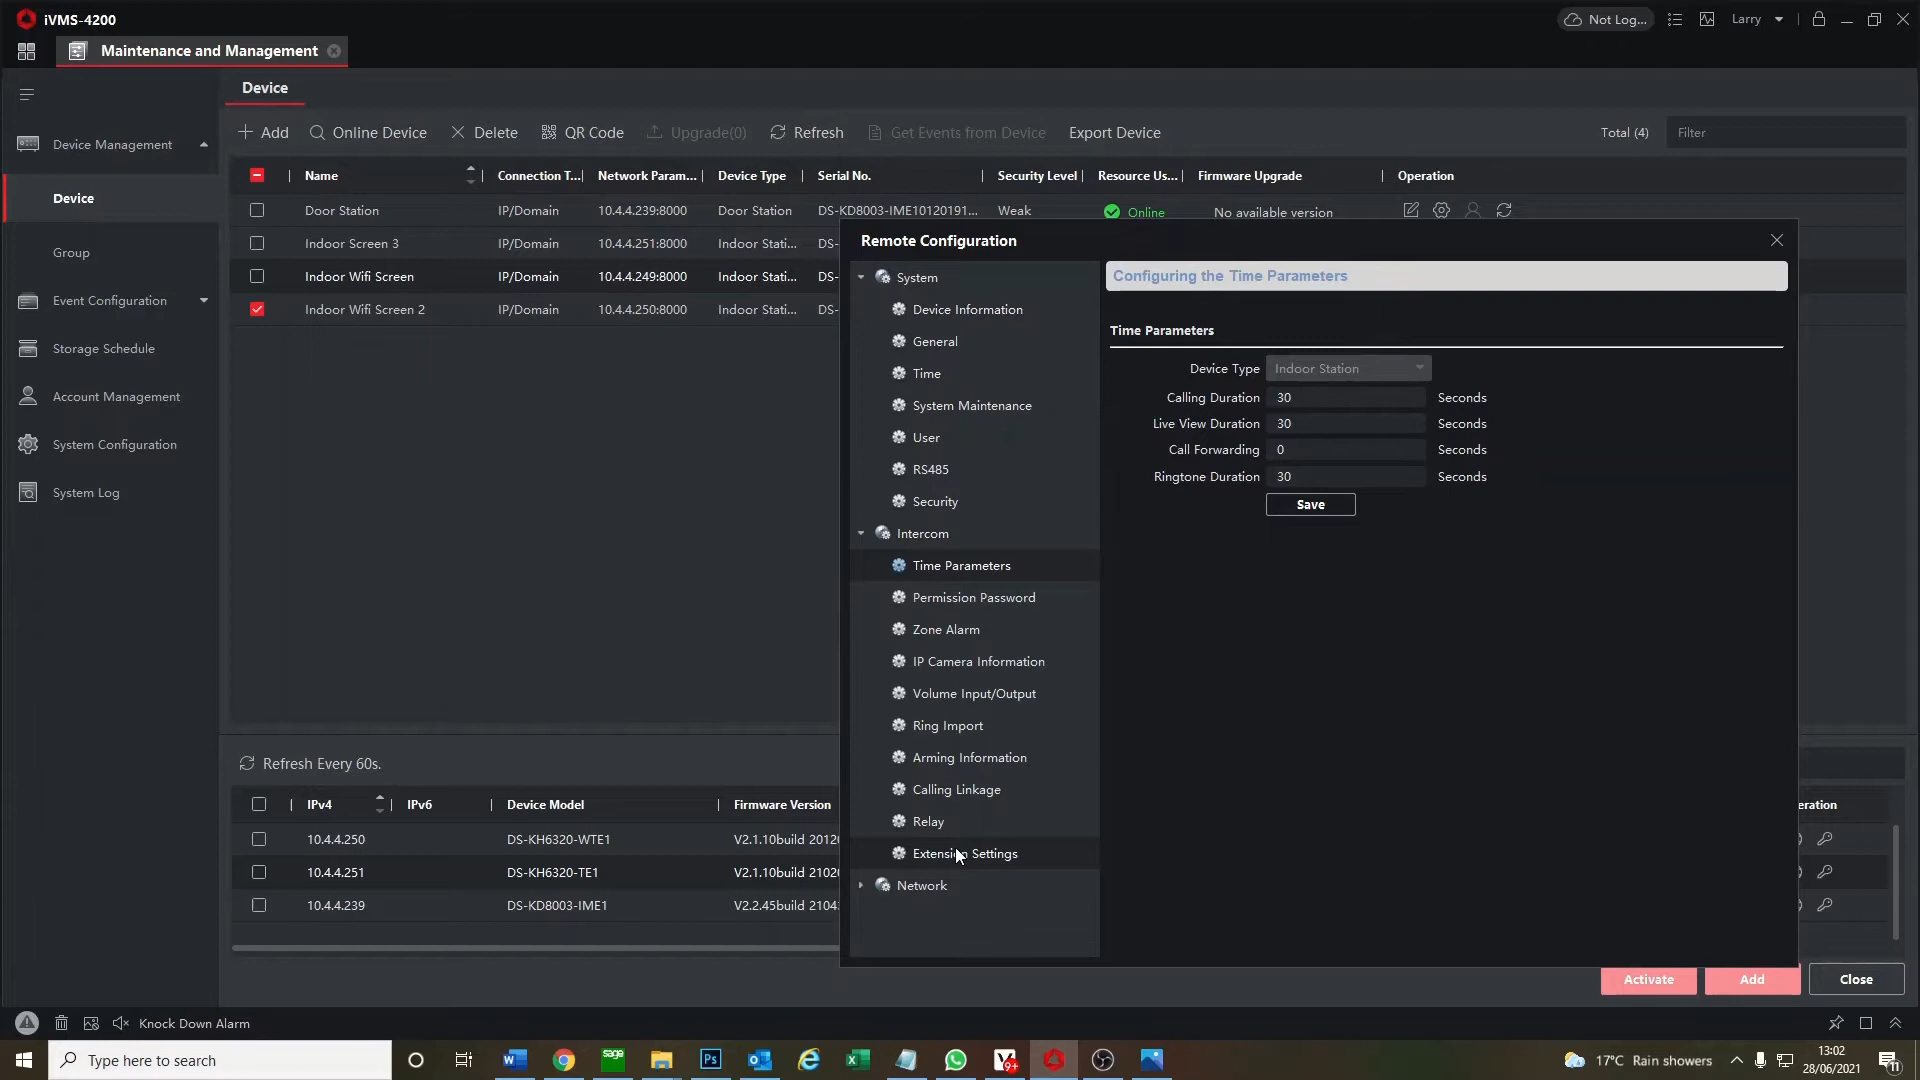 iVMS-4200
Not Log...
Larry
Maintenance and Management
Device
Add
Online Device
Delete
QR Code
Upgrade(0)
Refresh
Get Events from Device
Export Device
Total (4)
Filter
Device Management
Device
Group
Event Configuration
Storage Schedule
Account Management
System Configuration
System Log
Name
Connection T...
Network Param...
Device Type
Serial No.
Security Level
Resource Us...
Firmware Upgrade
Operation
Door Station
IP/Domain
10.4.4.239:8000
Door Station
DS-KD8003-IME10120191...
Weak
Online
No available version
Indoor Screen 3
IP/Domain
10.4.4.251:8000
Indoor Stati...
DS-
Indoor Wifi Screen
IP/Domain
10.4.4.249:8000
Indoor Stati...
DS-
Indoor Wifi Screen 2
IP/Domain
10.4.4.250:8000
Indoor Stati...
DS-
Remote Configuration
System
Device Information
General
Time
System Maintenance
User
RS485
Security
Intercom
Time Parameters
Permission Password
Zone Alarm
IP Camera Information
Volume Input/Output
Ring Import
Arming Information
Calling Linkage
Relay
Extension Settings
Network
Configuring the Time Parameters
Time Parameters
Device Type
Indoor Station
Calling Duration
30
Seconds
Live View Duration
30
Seconds
Call Forwarding
0
Seconds
Ringtone Duration
30
Seconds
Save
Refresh Every 60s.
IPv4
IPv6
Device Model
Firmware Version
eration
10.4.4.250
DS-KH6320-WTE1
V2.1.10build 2012
10.4.4.251
DS-KH6320-TE1
V2.1.10build 2102
10.4.4.239
DS-KD8003-IME1
V2.2.45build 2104
Activate
Add
Close
Knock Down Alarm
Type here to search
sage
Ps
9+
17°C Rain showers
13:02
28/06/2021
11